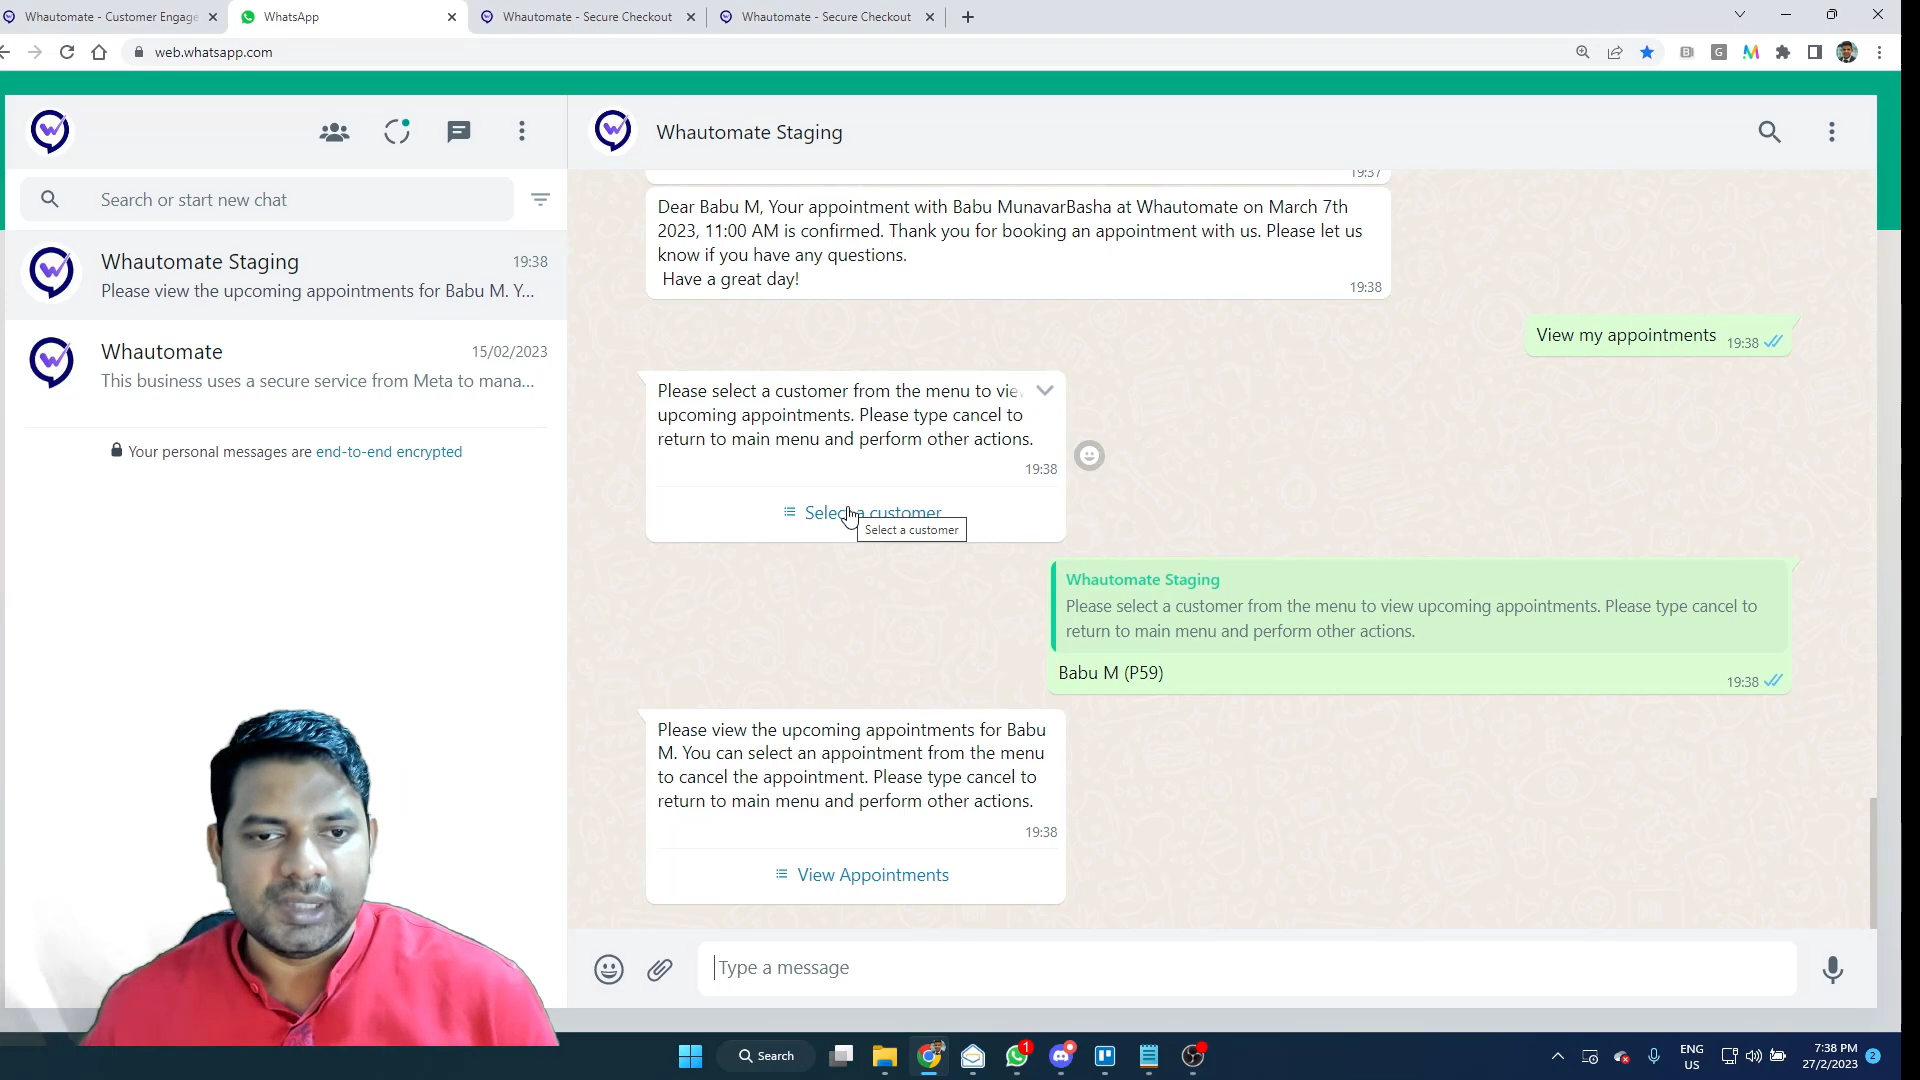 Whautomate - Customer Engage
WhatsApp
Whautomate - Secure Checkout
Whautomate - Secure Checkout
web.whatsapp.com
Whautomate Staging
Search or start new chat
Whautomate Staging
19:38
Please view the upcoming appointments for Babu M. Y...
Whautomate
15/02/2023
This business uses a secure service from Meta to mana...
Your personal messages are end-to-end encrypted
19:37
Dear Babu M, Your appointment with Babu MunavarBasha at Whautomate on March 7th
2023, 11:00 AM is confirmed. Thank you for booking an appointment with us. Please let us
know if you have any questions.
Have a great day!
19:38
View my appointments
19:38
Please select a customer from the menu to vie
upcoming appointments. Please type cancel to
return to main menu and perform other actions.
19:38
Select a customer
Select a customer
Whautomate Staging
Please select a customer from the menu to view upcoming appointments. Please type cancel to
return to main menu and perform other actions.
Babu M (P59)
19:38
Please view the upcoming appointments for Babu
M. You can select an appointment from the menu
to cancel the appointment. Please type cancel to
return to main menu and perform other actions.
19:38
View Appointments
Type a message
Search
1
ENG
US
7:38 PM
27/2/2023
2